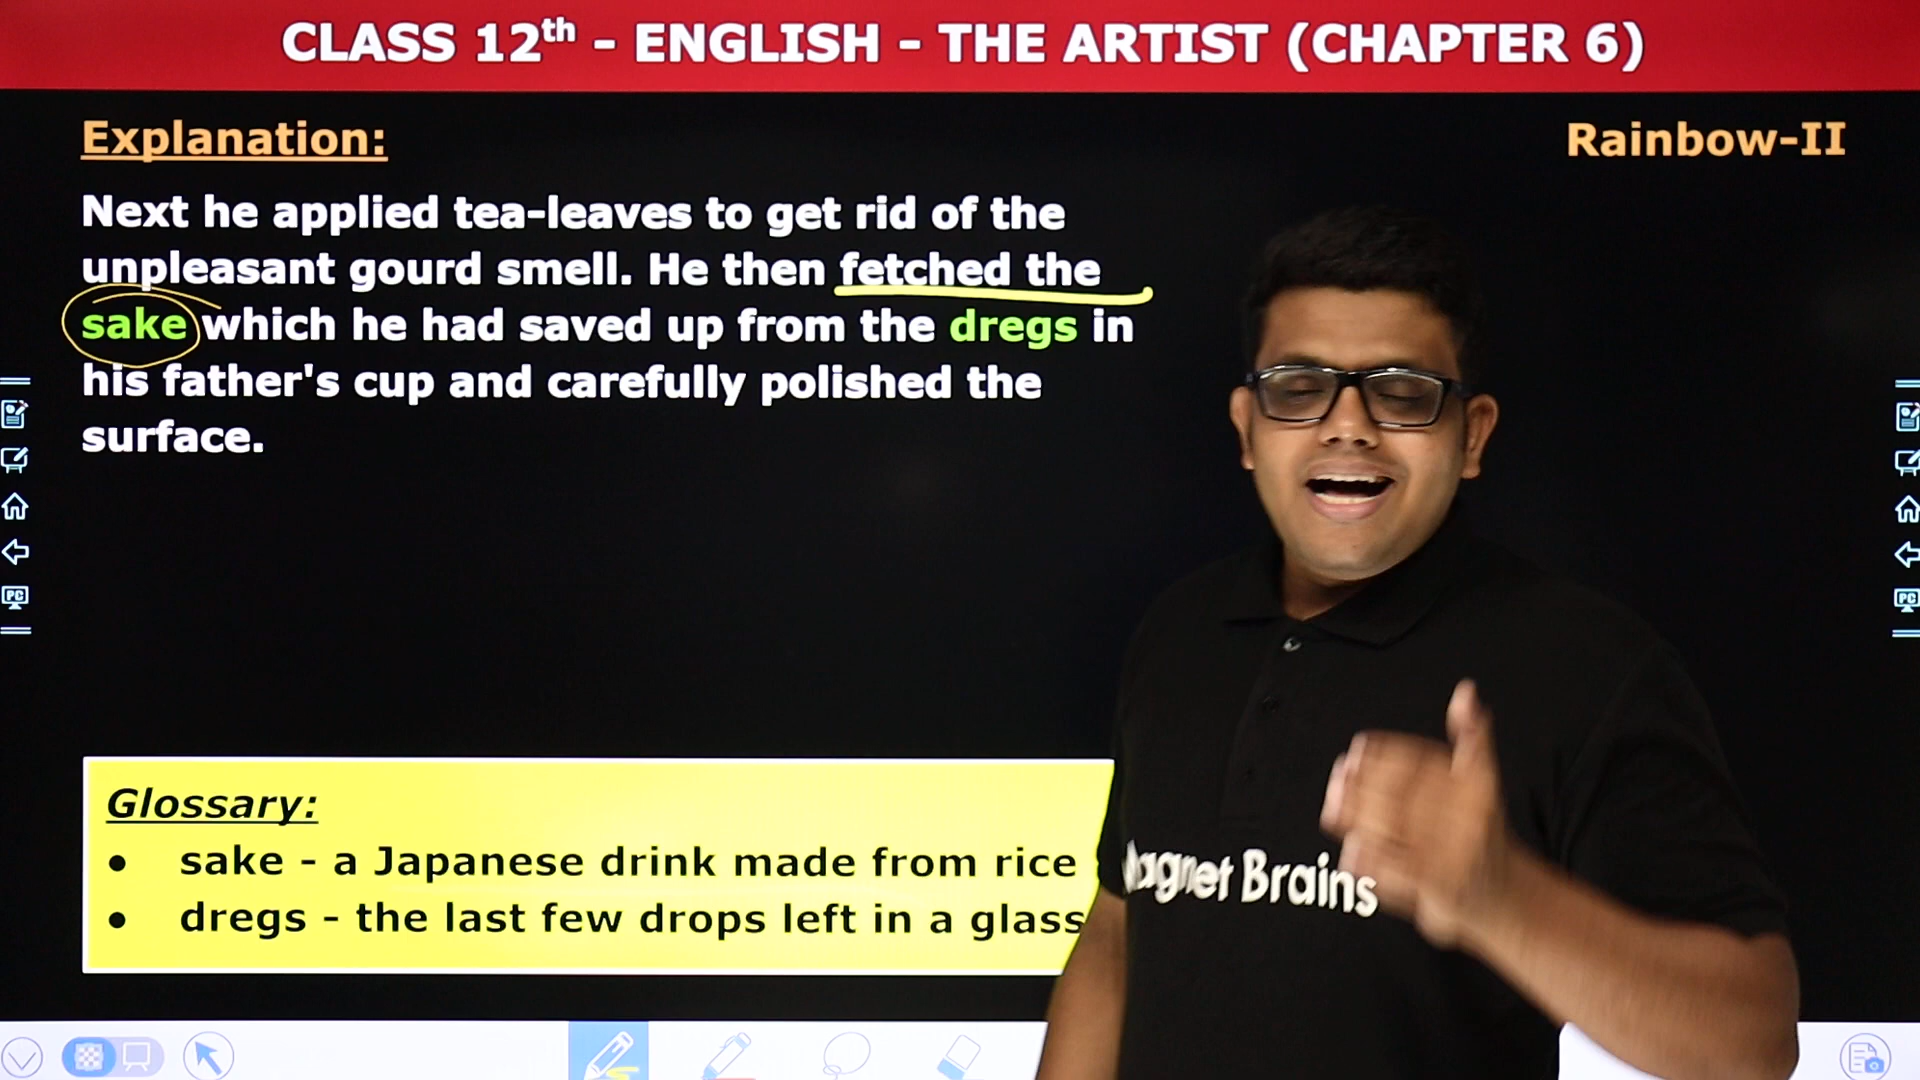 CLASS 12th - ENGLISH - THE ARTIST (CHAPTER 6)
Explanation:
Rainbow-II
Next he applied tea-leaves to get rid of the
unpleasant gourd smell. He then fetched the
sake which he had saved up from the dregs in
his father's cup and carefully polished the
surface.
Glossary:
• sake - a Japanese drink made from rice
• dregs - the last few drops left in a glass
Magnet Brains
PC
PC